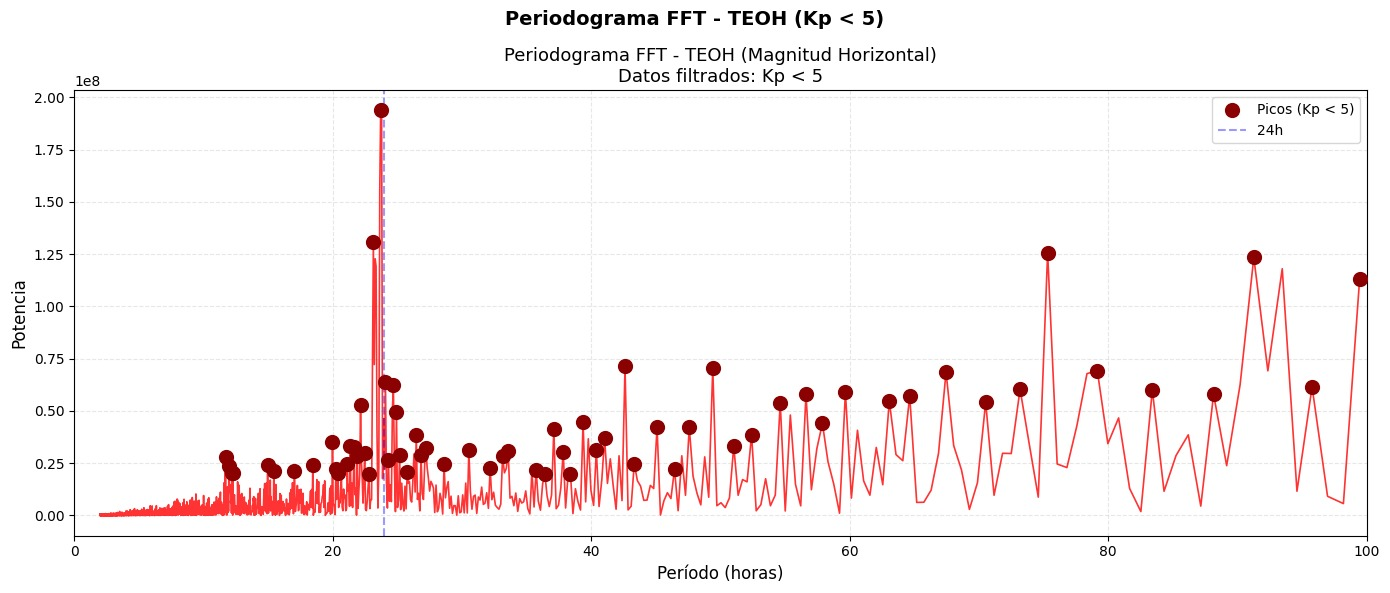 Periodograma FFT - TEOH (Kp < 5)
Periodograma FFT - TEOH (Magnitud Horizontal)
Datos filtrados: Kp < 5
1e8
Picos (Kp < 5)
24h
2.00
1.75
1.50
1.25
1.00
0.75
0.50
0.25
0.00
Potencia
0
20
40
60
80
100
Período (horas)